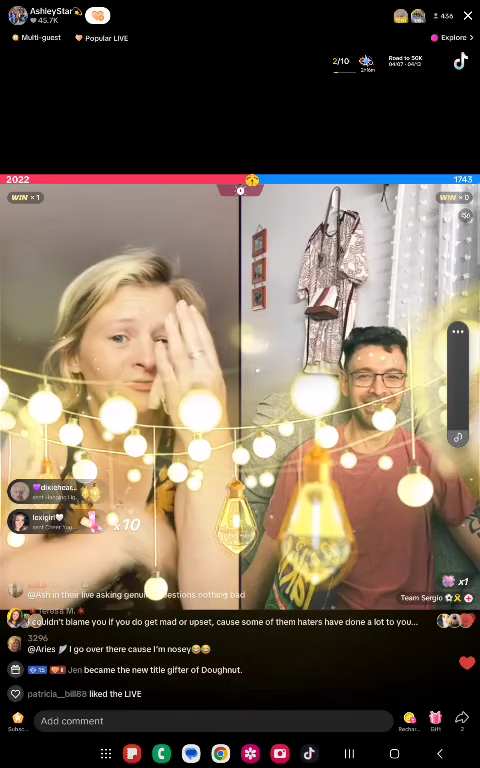 AshleyStar💫
45.7K
436
Multi-guest
Popular LIVE
Explore >
2/10
2h16m
Road to 50K
04/07 - 04/13
2022
1743
WIN × 1
WIN × 0
💜dixiehear...
sent Hanging Lig...
lexigirl🤍
sent Cheer You...
x10
x1
Team Sergio
@Ash in their live asking genuine questions nothing bad
Teresa M.
I couldn't blame you if you do get mad or upset, cause some of them haters have done a lot to you...
3296
@Aries 🪽 I go over there cause I'm nosey😂😂
15 Jen became the new title gifter of Doughnut.
patricia__bill88 liked the LIVE
Subsc...
Add comment
Rechar...
Gift
2